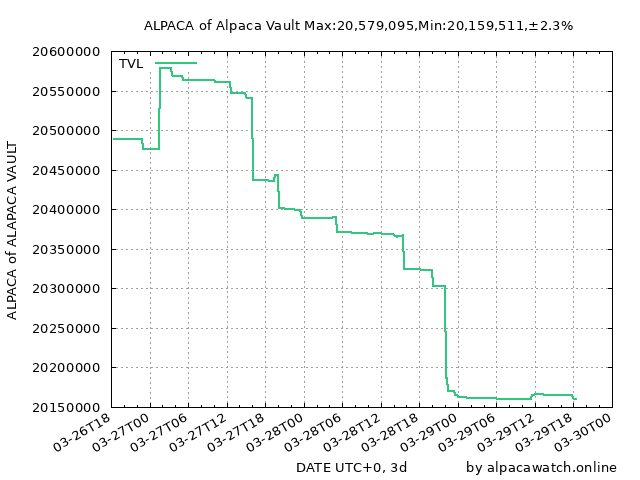 ALPACA of Alpaca Vault Max:20,579,095,Min:20,159,511,±2.3%
TVL
20600000
20550000
20500000
20450000
20400000
20350000
20300000
20250000
20200000
20150000
ALPACA of ALAPACA VAULT
03-26T18
03-27T00
03-27T06
03-27T12
03-27T18
03-28T00
03-28T06
03-28T12
03-28T18
03-29T00
03-29T06
03-29T12
03-29T18
03-30T00
DATE UTC+0, 3d
by alpacawatch.online